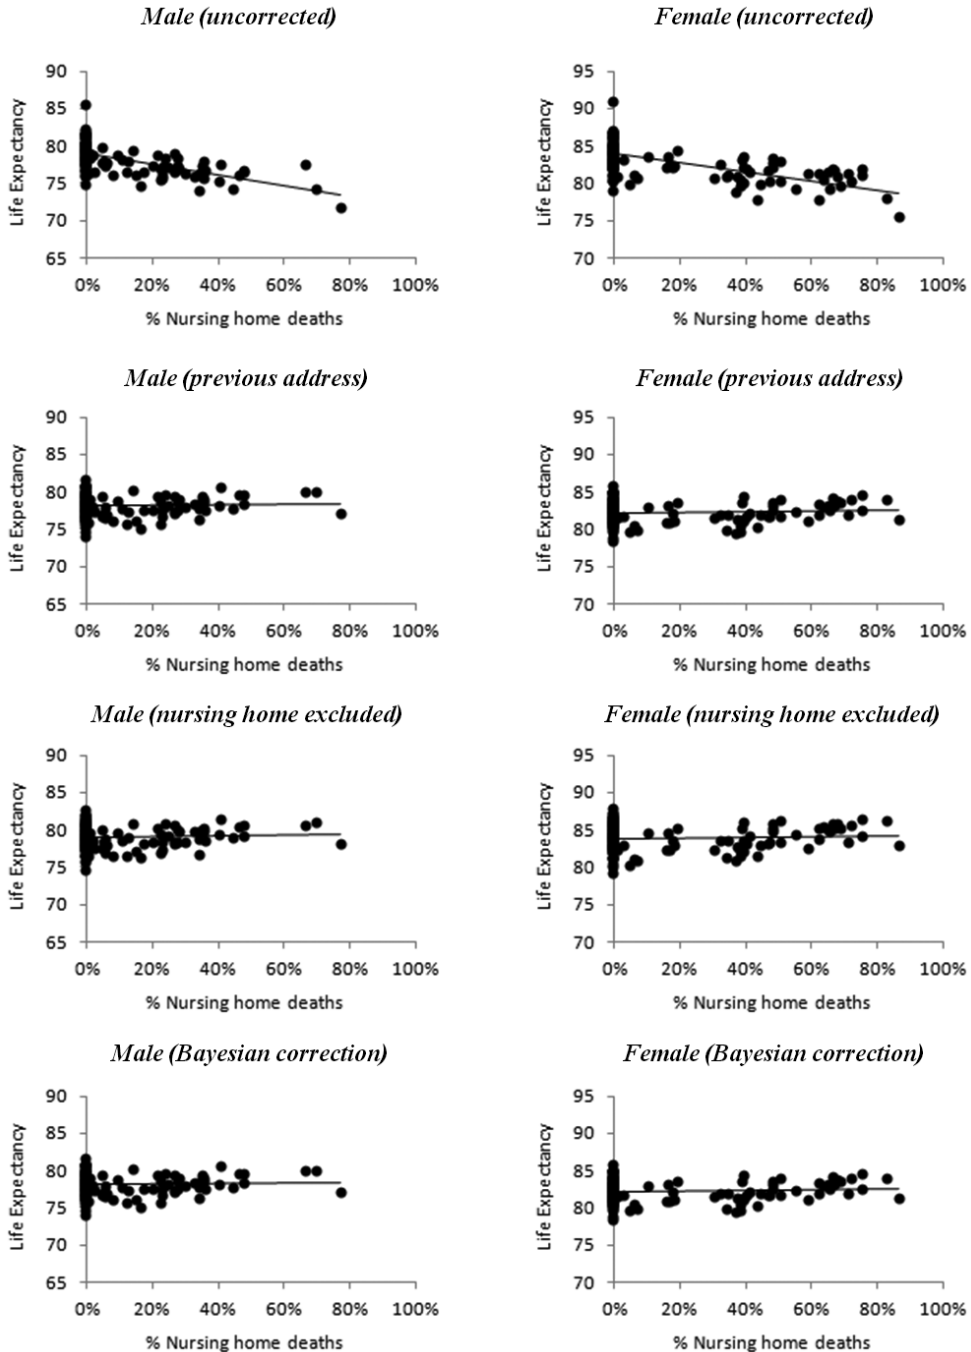 Male (uncorrected)
Female (uncorrected)
90
85
80
75
70
65
Life Expectancy
0% 20% 40% 60% 80% 100%
% Nursing home deaths
95
90
85
80
75
70
Life Expectancy
0% 20% 40% 60% 80% 100%
% Nursing home deaths
Male (previous address)
Female (previous address)
90
85
80
75
70
65
Life Expectancy
0% 20% 40% 60% 80% 100%
% Nursing home deaths
95
90
85
80
75
70
Life Expectancy
0% 20% 40% 60% 80% 100%
% Nursing home deaths
Male (nursing home excluded)
Female (nursing home excluded)
90
85
80
75
70
65
Life Expectancy
0% 20% 40% 60% 80% 100%
% Nursing home deaths
95
90
85
80
75
70
Life Expectancy
0% 20% 40% 60% 80% 100%
% Nursing home deaths
Male (Bayesian correction)
Female (Bayesian correction)
90
85
80
75
70
65
Life Expectancy
0% 20% 40% 60% 80% 100%
% Nursing home deaths
95
90
85
80
75
70
Life Expectancy
0% 20% 40% 60% 80% 100%
% Nursing home deaths